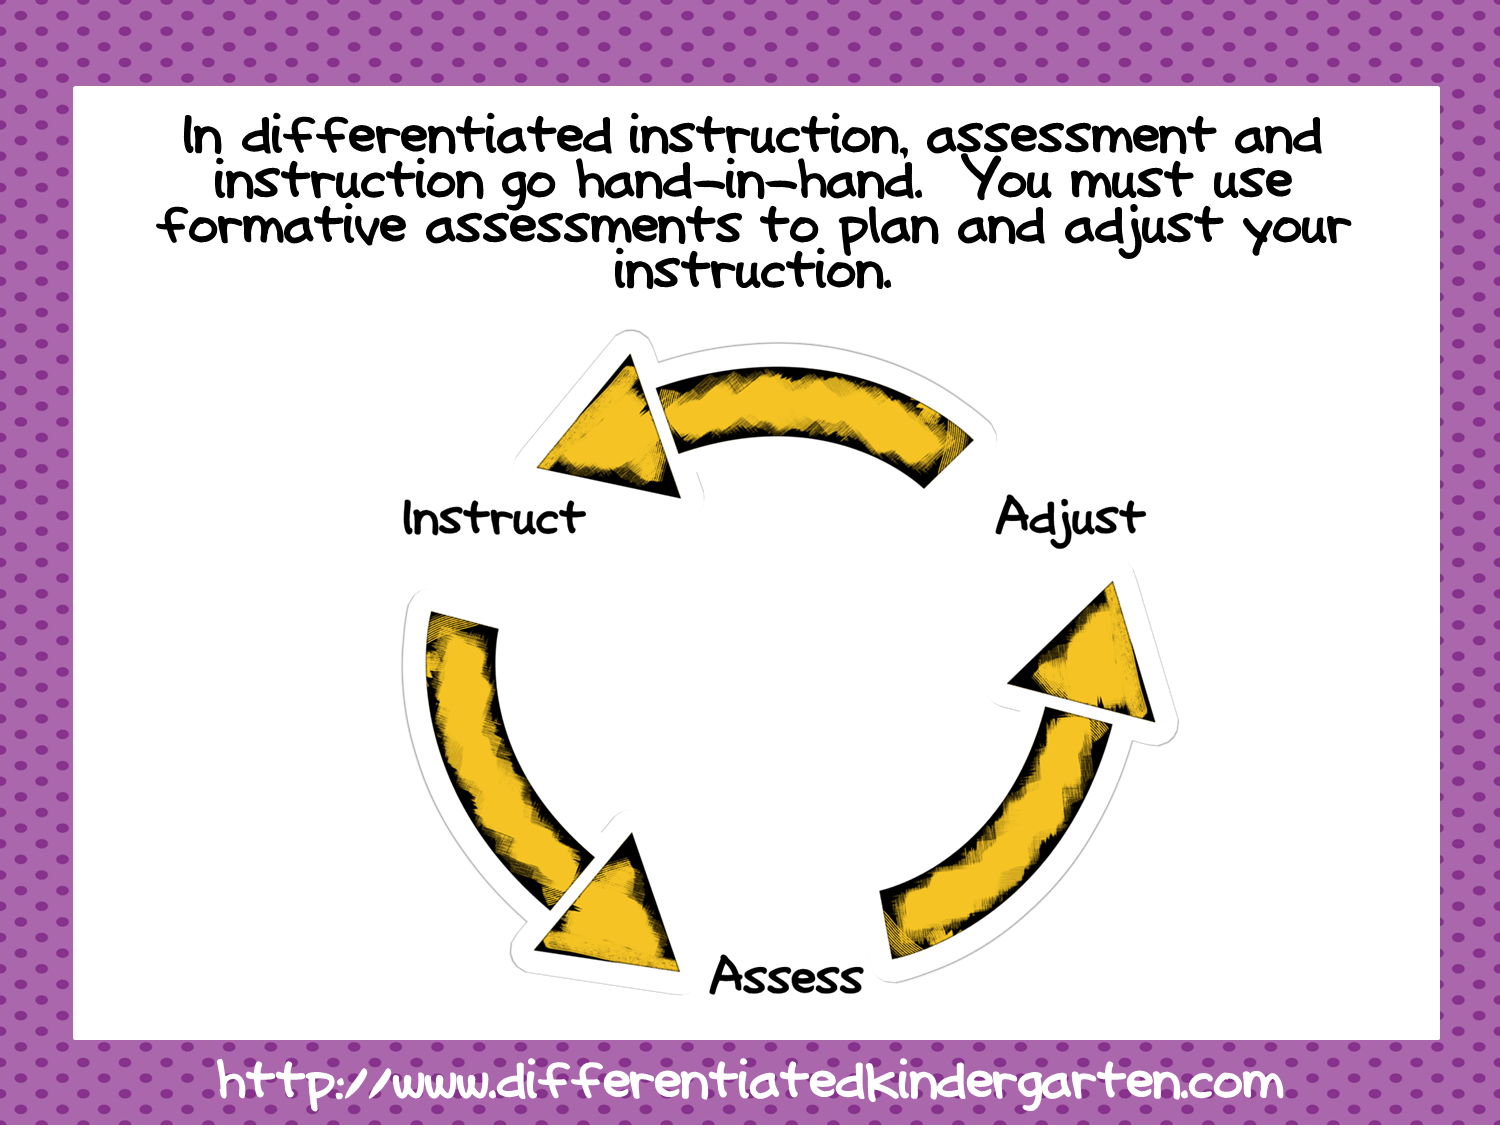 In differentiated instruction, assessment and
instruction go hand-in-hand.  You must use
formative assessments to plan and adjust your
instruction.
Instruct
Adjust
Assess
http://www.differentiatedkindergarten.com